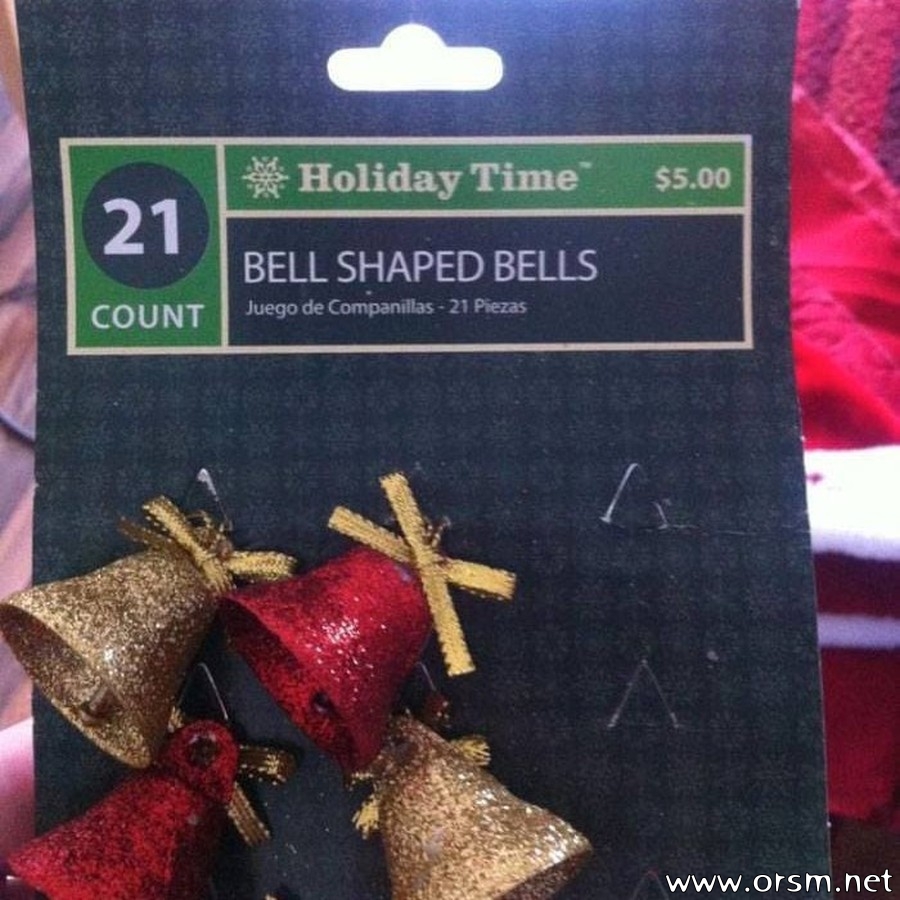 21
COUNT
Holiday Time™ $5.00
BELL SHAPED BELLS
Juego de Companillas - 21 Piezas
www.orsm.net